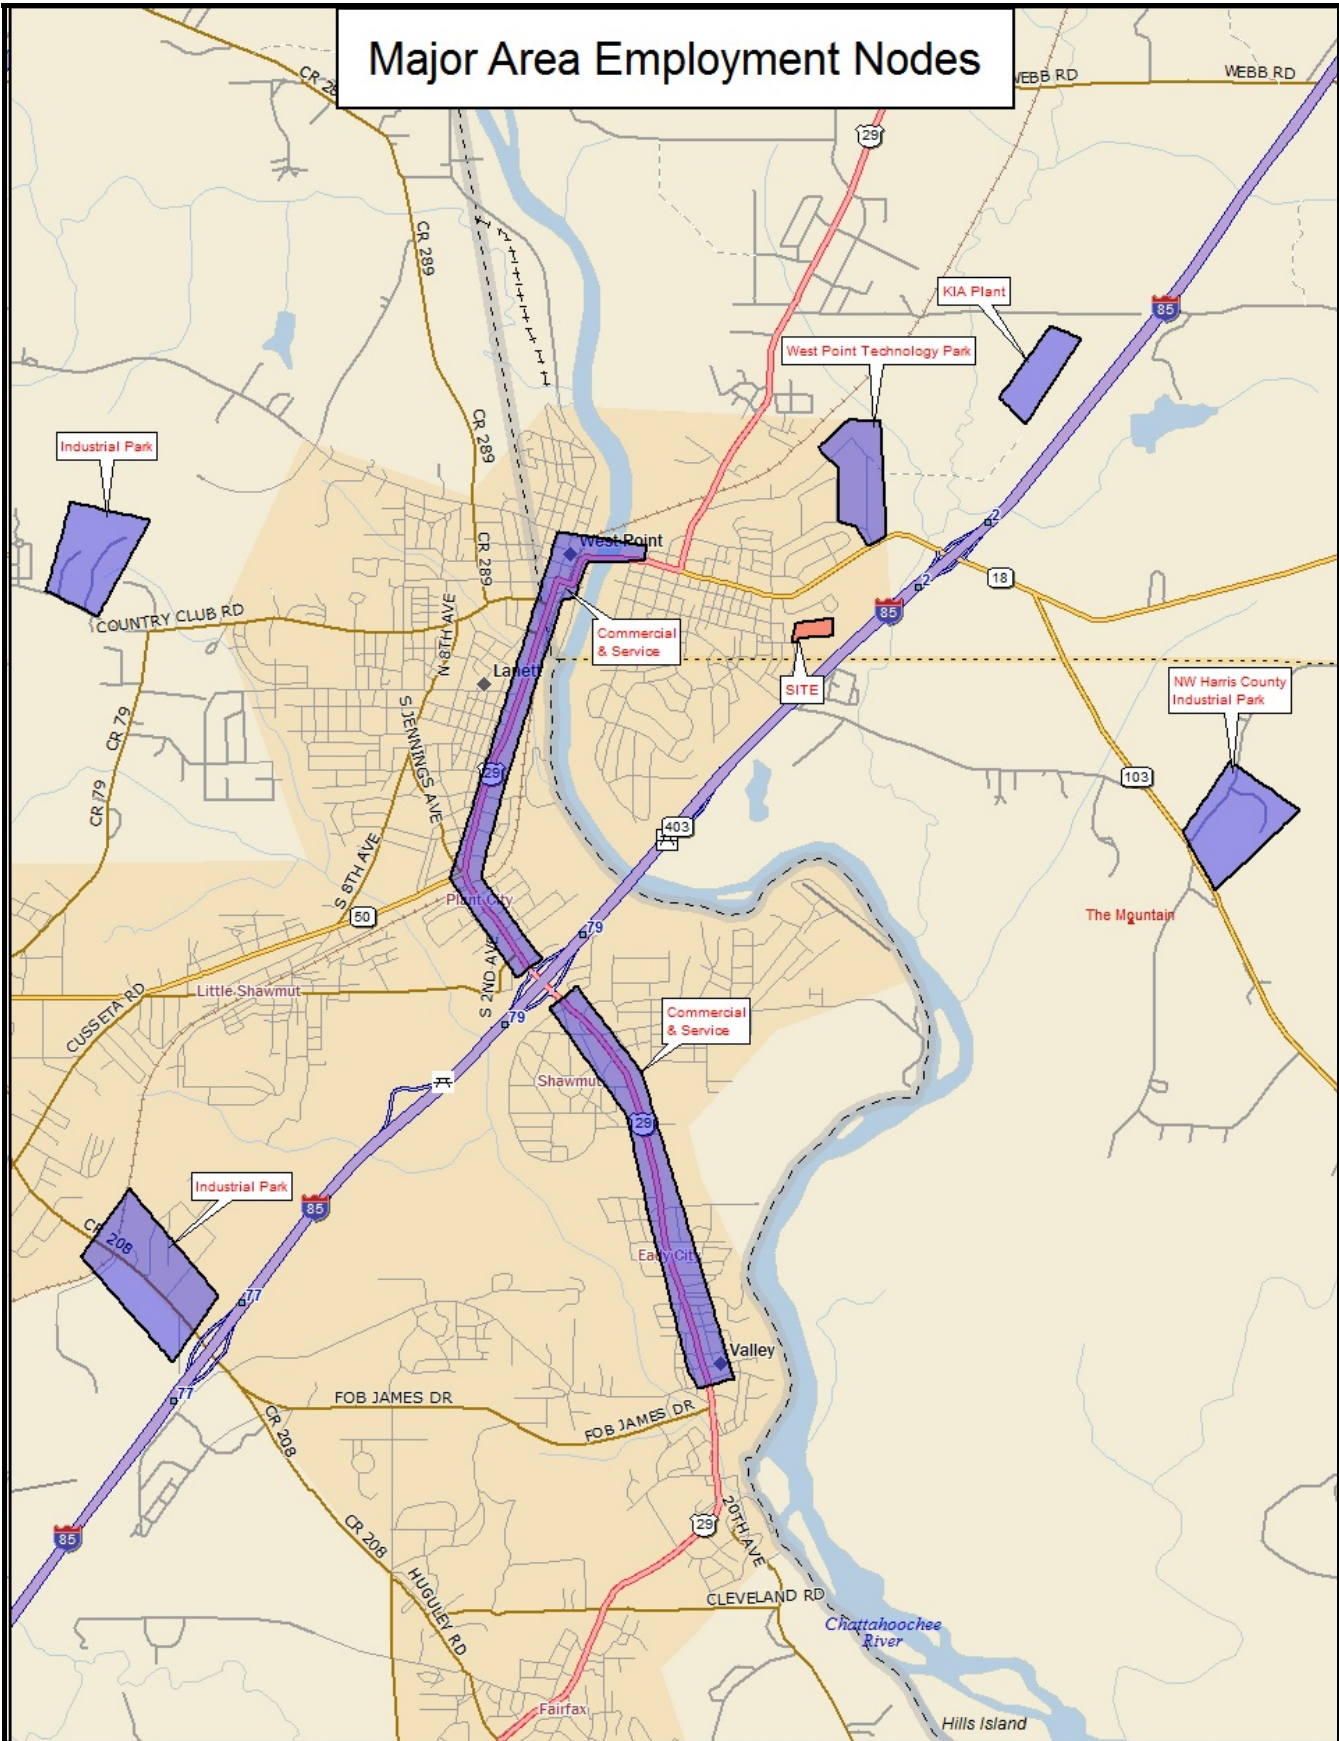 Major Area Employment Nodes
CR 28
WEBB RD
WEBB RD
29
CR 289
KIA Plant
85
West Point Technology Park
CR 289
Industrial Park
2
West Point
CR 289
2
18
85
COUNTRY CLUB RD
N 8TH AVE
Commercial
& Service
Lanett
SITE
NW Harris County
Industrial Park
S JENNINGS AVE
CR 79
29
103
CR 79
403
S 8TH AVE
Plant City
50
The Mountain
79
S 2ND AVE
Little Shawmut
CUSSETA RD
79
Commercial
& Service
Shawmut
29
Industrial Park
85
CR 208
Eady City
77
Valley
77
FOB JAMES DR
FOB JAMES DR
CR 208
85
29
20TH AVE
CR 208
HUGULEY RD
CLEVELAND RD
Chattahoochee
River
Fairfax
Hills Island